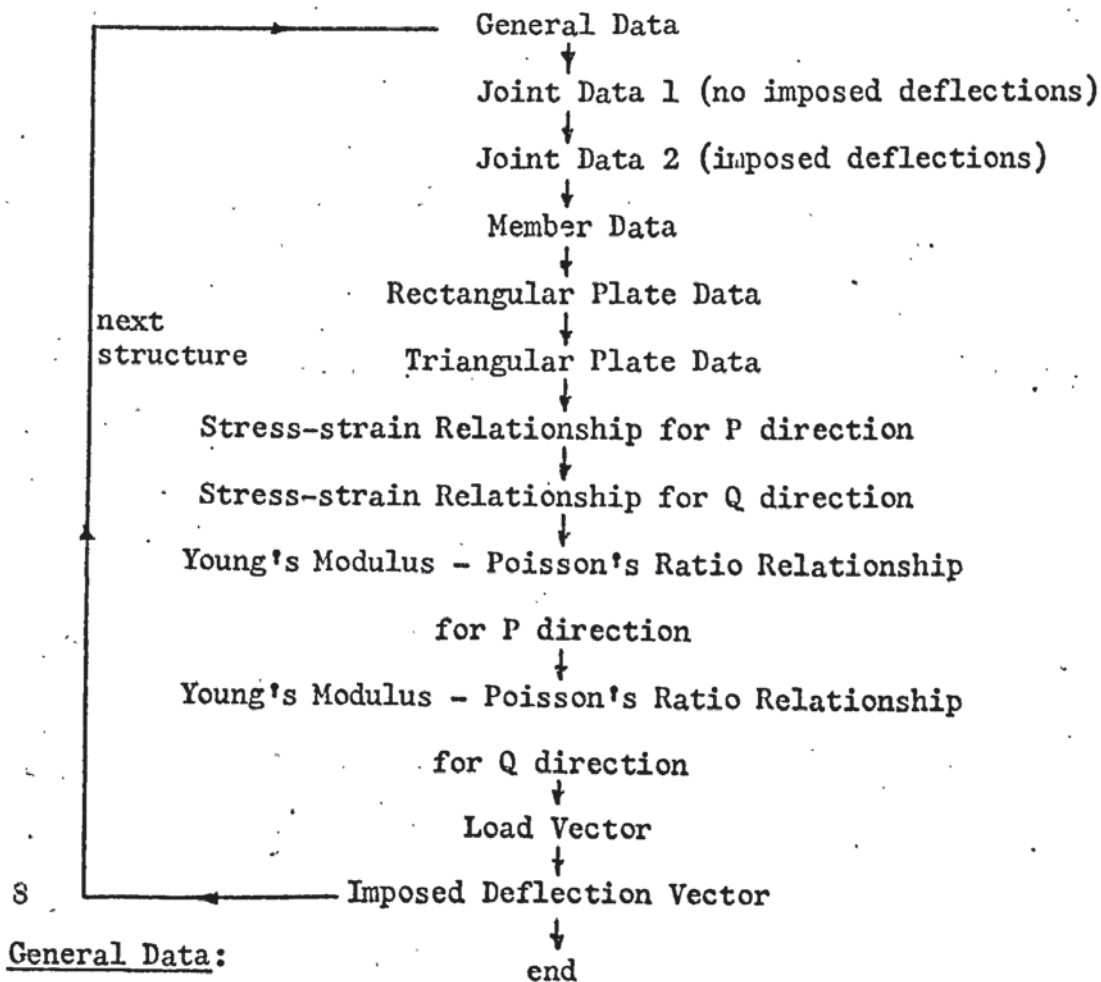 General Data
Joint Data 1 (no imposed deflections)
Joint Data 2 (imposed deflections)
Member Data
Rectangular Plate Data
next
structure
Triangular Plate Data
Stress-strain Relationship for P direction
Stress-strain Relationship for Q direction
Young's Modulus - Poisson's Ratio Relationship
for P direction
Young's Modulus - Poisson's Ratio Relationship
for Q direction
Load Vector
8 Imposed Deflection Vector
General Data:
end